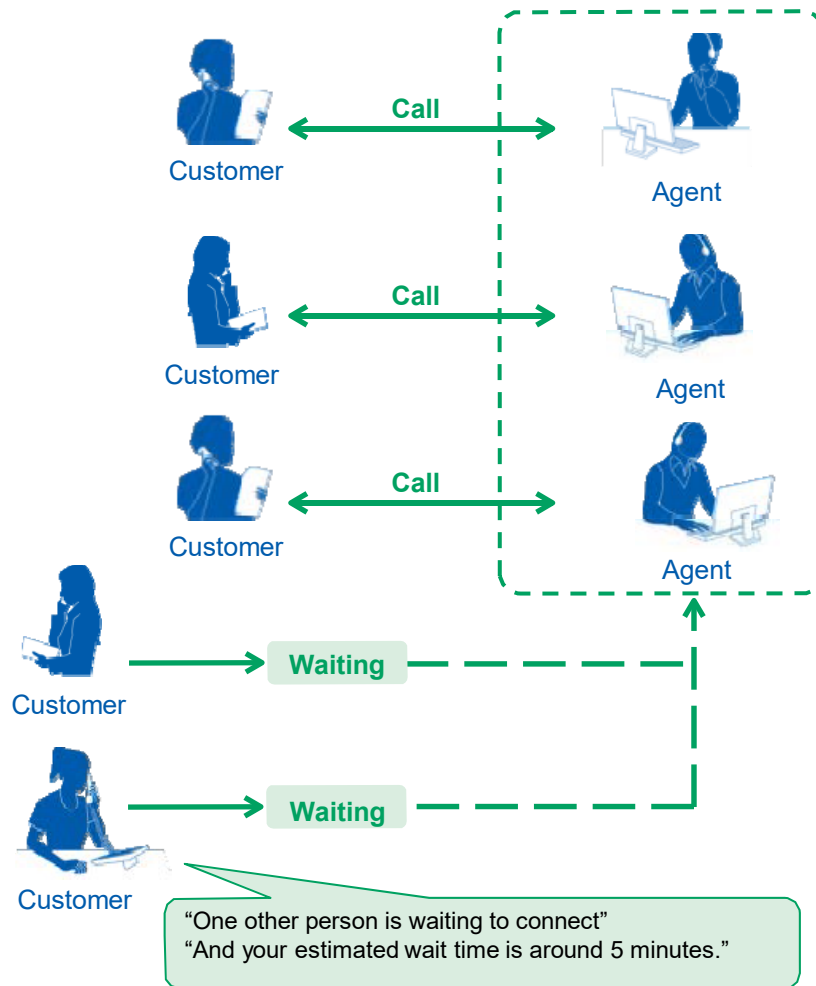 Call
Customer
Agent
Call
Customer
Agent
Call
Customer
Agent
Waiting
Customer
Waiting
Customer
“One other person is waiting to connect”
“And your estimated wait time is around 5 minutes.”